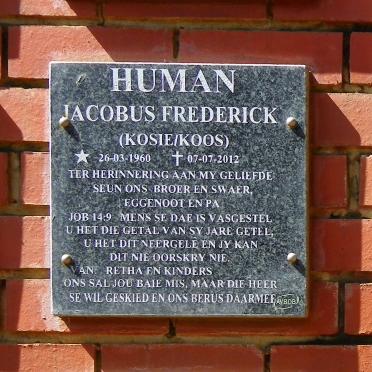 HUMAN
JACOBUS FREDERICK
(KOSIE/KOOS)
26-03-1960 07-07-2012
TER HERINNERING AAN MY GELIEFDE
SEUN ONS BROER EN SWAER,
EGGENOOT EN PA
JOB 14:9 MENS SE DAE IS VASGESTEL
U HET DIE GETAL VAN SY JARE GETEL,
U HET DIT NEERGELÊ EN JY KAN
DIT NIE OORSKRY NIE.
AN: RETHA EN KINDERS
ONS SAL JOU BAIE MIS, MAAR DIE HEER
SE WIL GESKIED EN ONS BERUS DAARMEE